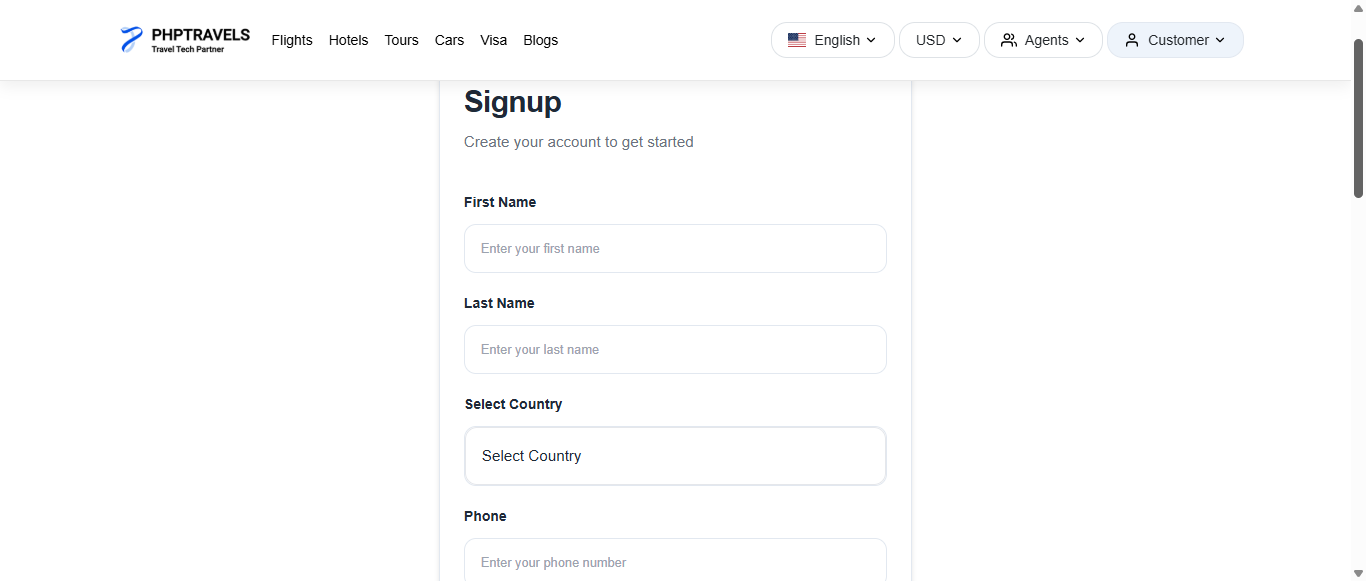 PHPTRAVELS
Travel Tech Partner
Flights Hotels Tours Cars Visa Blogs English USD Agents Customer
Signup
Create your account to get started
First Name
Enter your first name
Last Name
Enter your last name
Select Country
Select Country
Phone
Enter your phone number